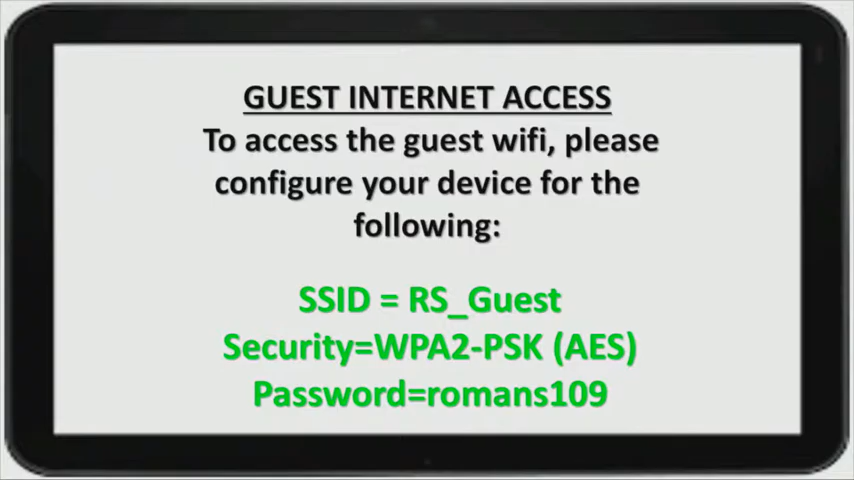 GUEST INTERNET ACCESS
To access the guest wifi, please
configure your device for the
following:
SSID = RS_Guest
Security=WPA2-PSK (AES)
Password=romans109